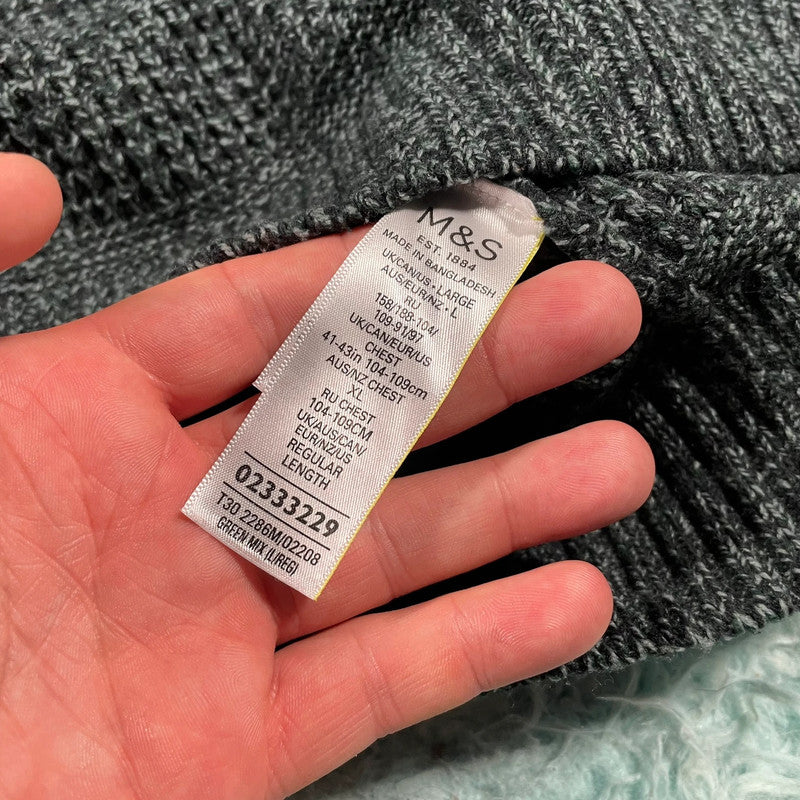 M&S
EST. 1884
MADE IN BANGLADESH
UK/CAN/US • LARGE
AUS/EUR/NZ • L
RU
158/188-104/
109-91/97
UK/CAN/EUR/US
CHEST
41-43in 104-109cm
AUS/NZ CHEST
XL
RU CHEST
104-109CM
UK/AUS/CAN/
EUR/NZ/US
REGULAR
LENGTH
02333229
T30 2286M/02208
GREEN MIX (L/REG)